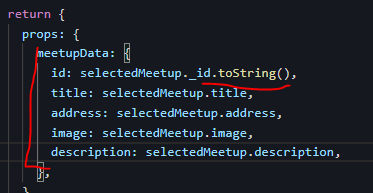 return {
props: {
meetupData: {
id: selectedMeetup._id.toString(),
title: selectedMeetup.title,
address: selectedMeetup.address,
image: selectedMeetup.image,
description: selectedMeetup.description,
},
}